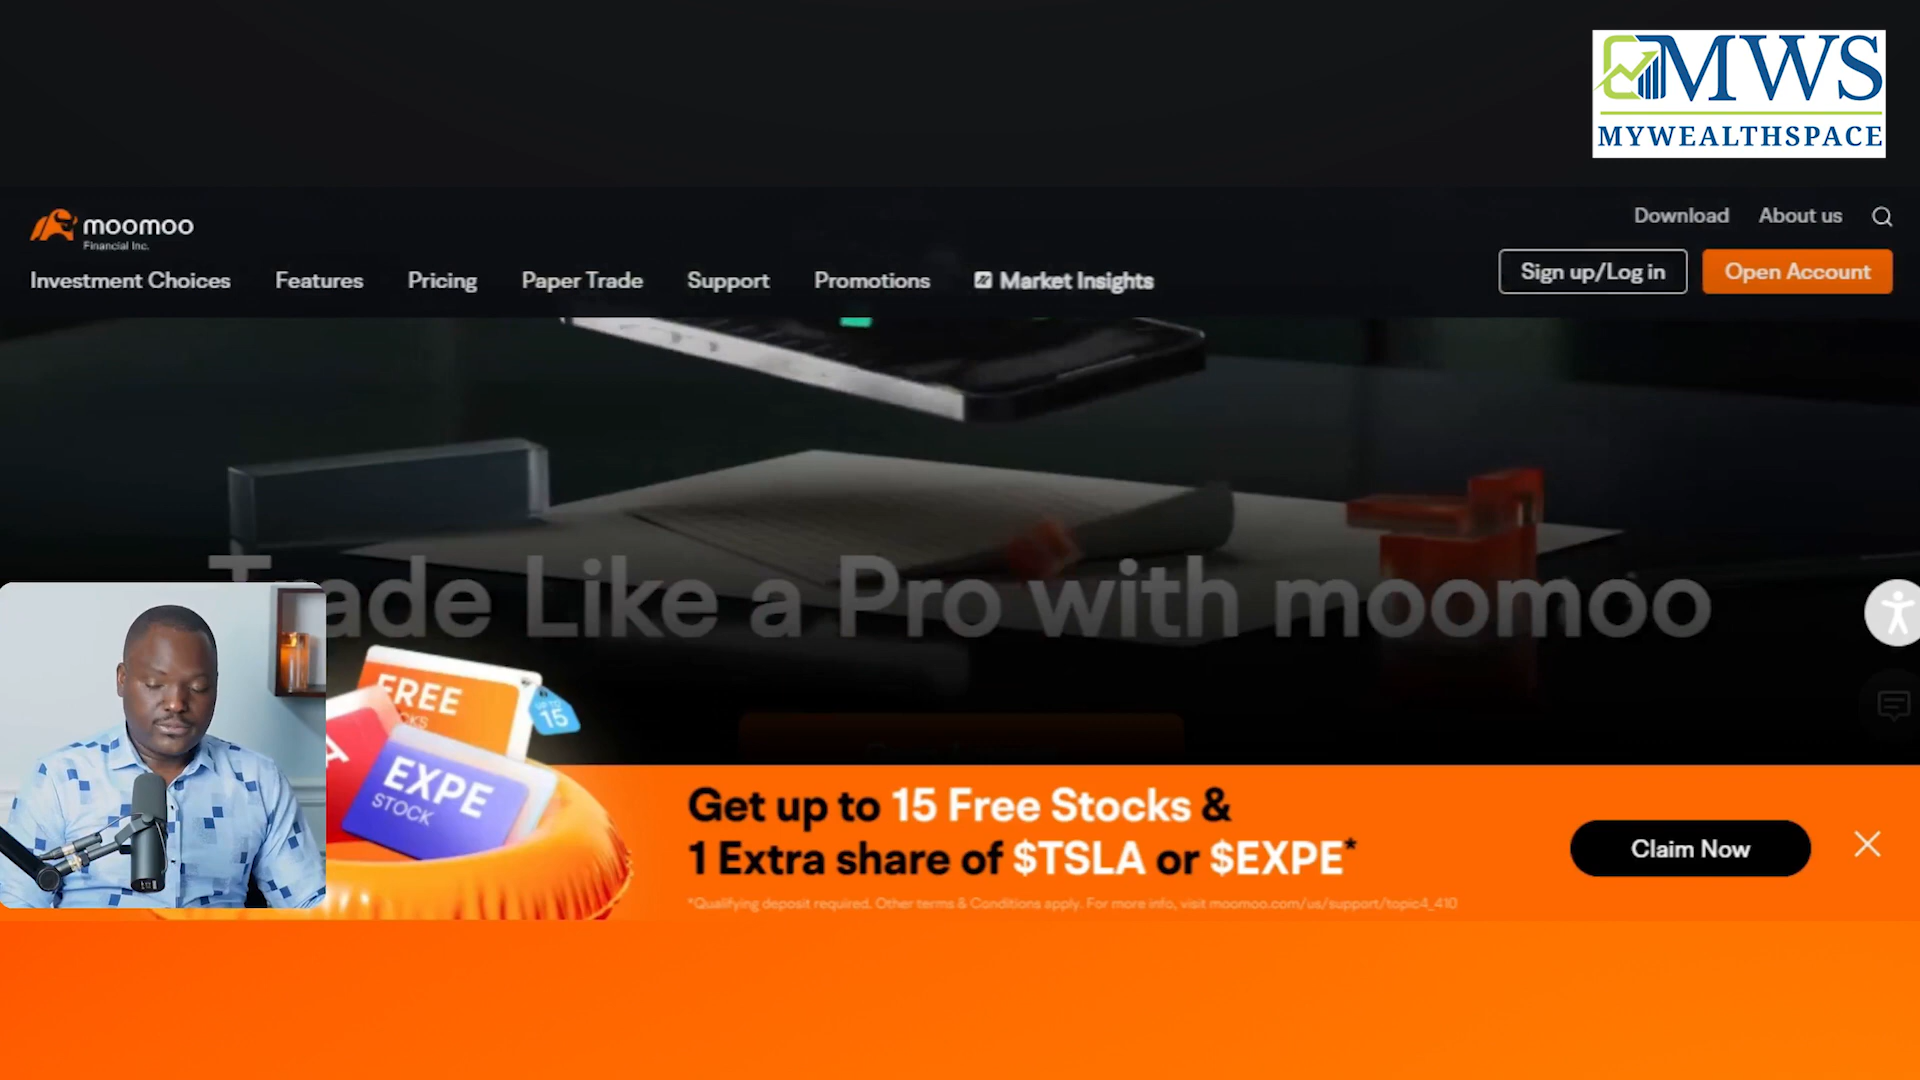 MWS
MYWEALTHSPACE
moomoo
Financial Inc.
Download About us
Investment Choices Features Pricing Paper Trade Support Promotions Market Insights
Sign up/Log in Open Account
Trade Like a Pro with moomoo
FREE
UP TO
15
EXPE
STOCK
Get up to 15 Free Stocks &
1 Extra share of $TSLA or $EXPE*
Claim Now
*Qualifying deposit required. Other terms & Conditions apply. For more info, visit moomoo.com/us/support/topic4_410